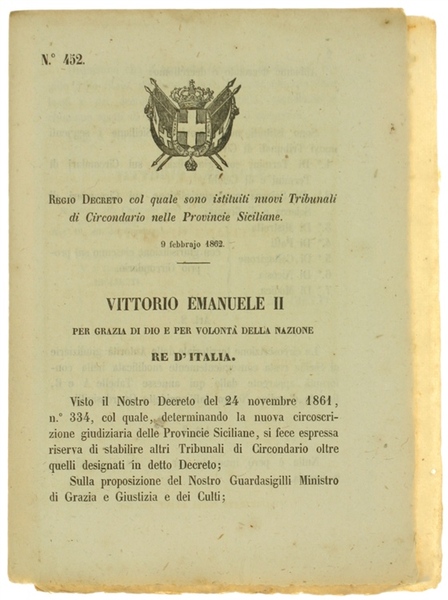 N.° 452.
REGIO DECRETO col quale sono istituiti nuovi Tribunali
di Circondario nelle Provincie Siciliane.
9 febbrajo 1862.
VITTORIO EMANUELE II
PER GRAZIA DI DIO E PER VOLONTÀ DELLA NAZIONE
RE D'ITALIA.
Visto il Nostro Decreto del 24 novembre 1861,
n.° 334, col quale, determinando la nuova circoscri-
zione giudiziaria delle Provincie Siciliane, si fece espressa
riserva di stabilire altri Tribunali di Circondario oltre
quelli designati in detto Decreto;
Sulla proposizione del Nostro Guardasigilli Ministro
di Grazia e Giustizia e dei Culti;